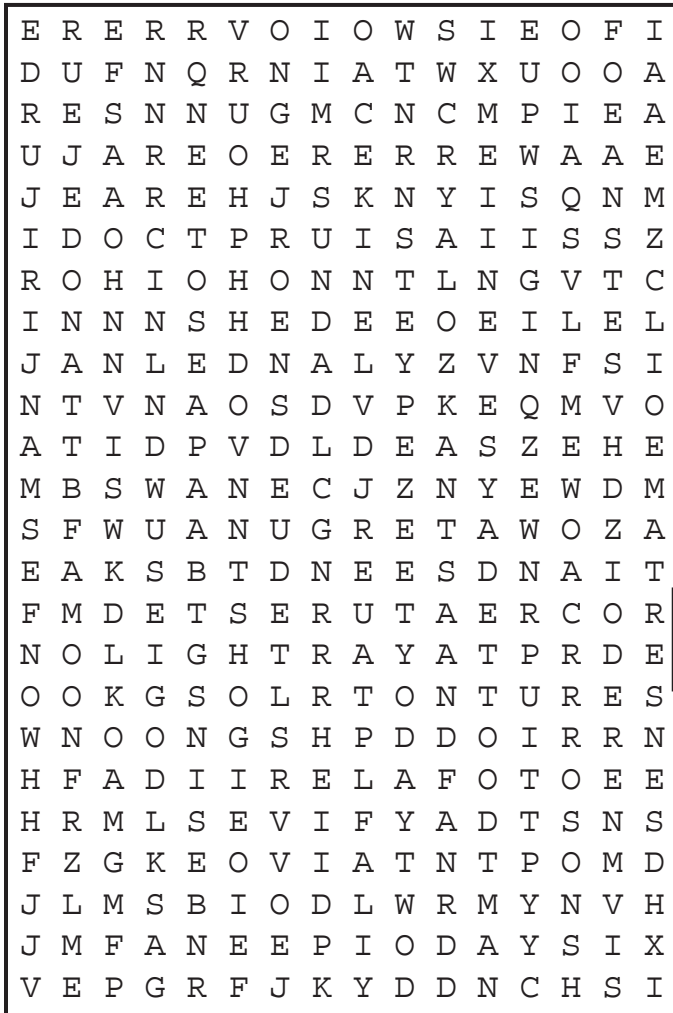 E R E R R V O I O W S I E O F I
D U F N Q R N I A T W X U O O A
R E S N N U G M C N C M P I E A
U J A R E O E R E R R E W A A E
J E A R E H J S K N Y I S Q N M
I D O C T P R U I S A I I S S Z
R O H I O H O N N T L N G V T C
I N N N S H E D E E O E I L E L
J A N L E D N A L Y Z V N F S I
N T V N A O S D V P K E Q M V O
A T I D P V D L D E A S Z E H E
M B S W A N E C J Z N Y E W D M
S F W U A N U G R E T A W O Z A
E A K S B T D N E E S D N A I T
F M D E T S E R U T A E R C O R
N O L I G H T R A Y A T P R D E
O O K G S O L R T O N T U R E S
W N O O N G S H P D D O I R R N
H F A D I I R E L A F O T O E E
H R M L S E V I F Y A D T S N S
F Z G K E O V I A T N T P O M D
J L M S B I O D L W R M Y N V H
J M F A N E E P I O D A Y S I X
V E P G R F J K Y D D N C H S I